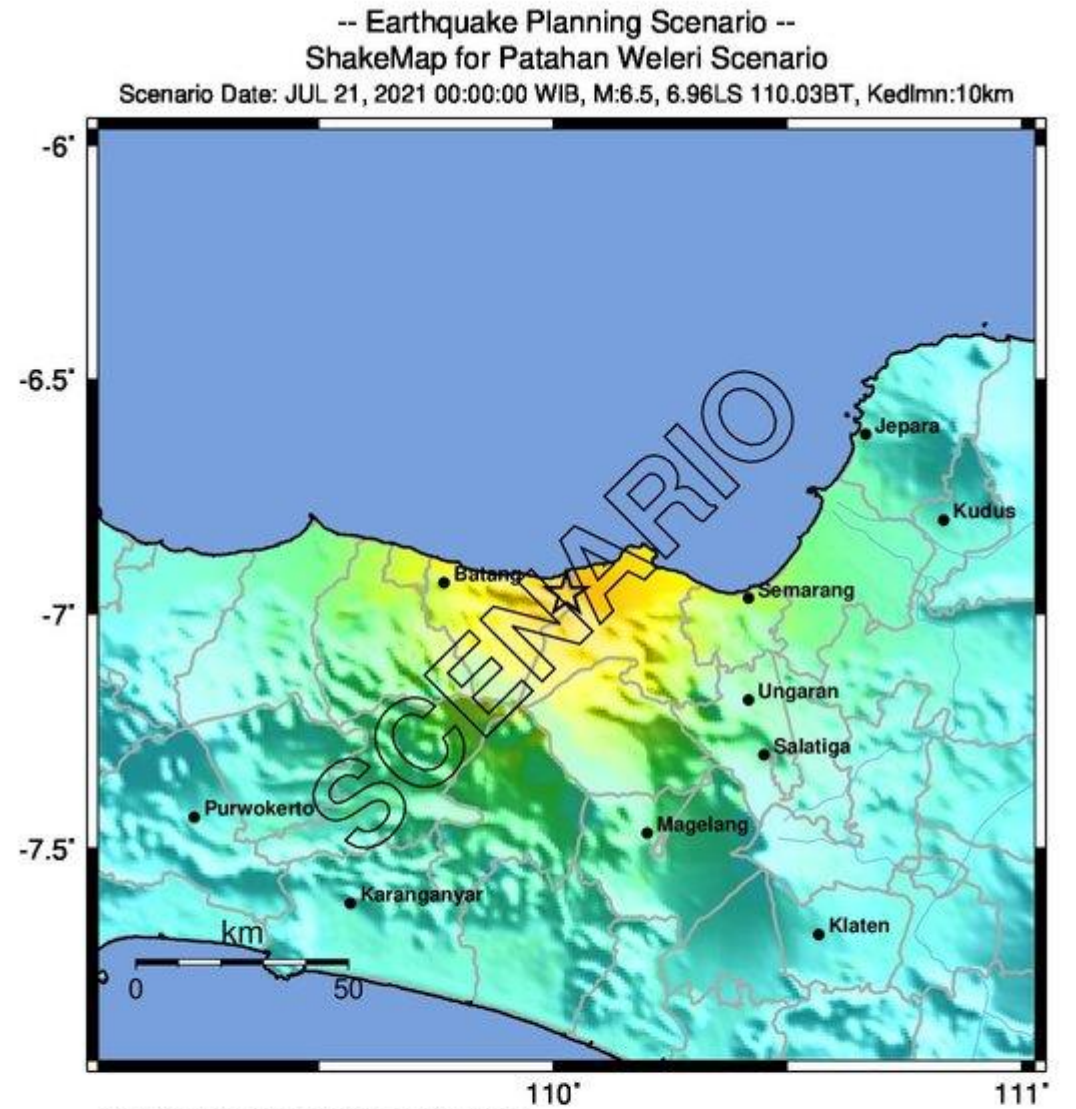 -- Earthquake Planning Scenario --
ShakeMap for Patahan Weleri Scenario
Scenario Date: JUL 21, 2021 00:00:00 WIB, M:6.5, 6.96LS 110.03BT, Kedlmn:10km
-6°
-6.5°
Jepara
Kudus
SCENARIO
Batang
Semarang
-7°
Ungaran
Salatiga
Purwokerto
Magelang
-7.5°
Karanganyar
Klaten
km
0 50
110° 111°